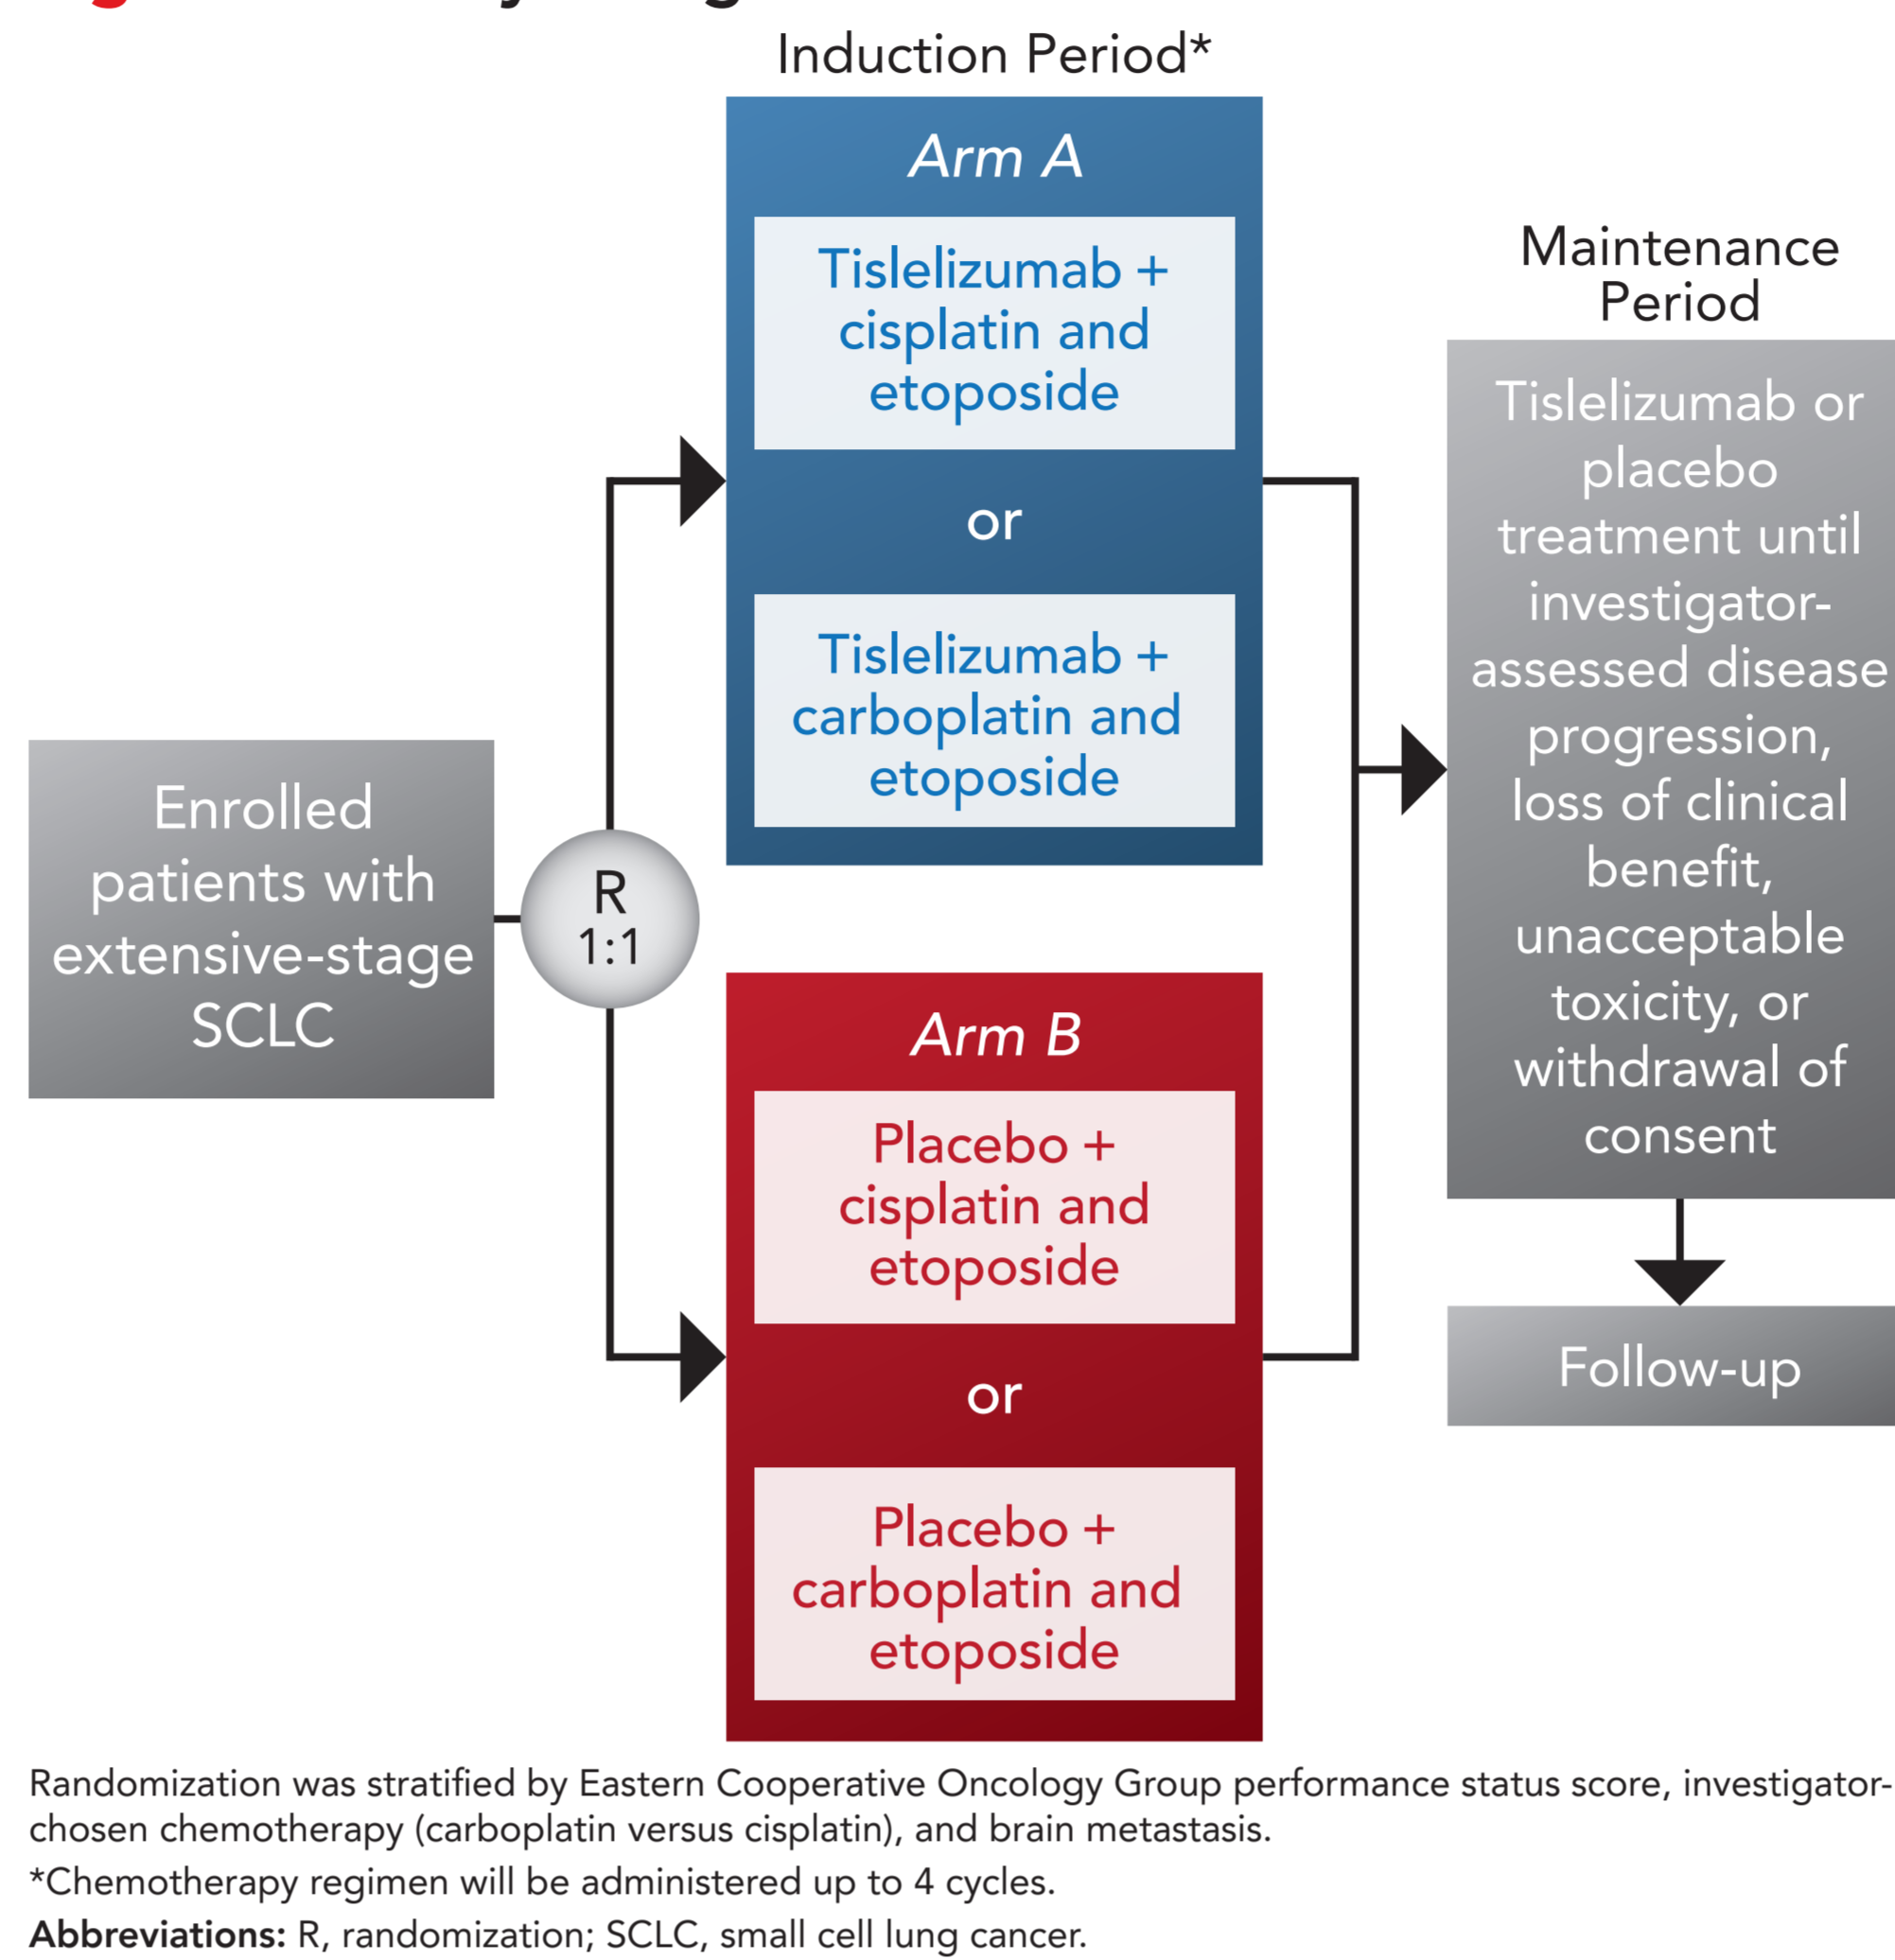 Induction Period*
Arm A
Tislelizumab +
cisplatin and
etoposide
or
Tislelizumab +
carboplatin and
etoposide
Enrolled
patients with
extensive-stage
SCLC
R
1:1
Arm B
Placebo +
cisplatin and
etoposide
or
Placebo +
carboplatin and
etoposide
Maintenance
Period
Tislelizumab or
placebo
treatment until
investigator-
assessed disease
progression,
loss of clinical
benefit,
unacceptable
toxicity, or
withdrawal of
consent
Follow-up
Randomization was stratified by Eastern Cooperative Oncology Group performance status score, investigator-
chosen chemotherapy (carboplatin versus cisplatin), and brain metastasis.
*Chemotherapy regimen will be administered up to 4 cycles.
Abbreviations: R, randomization; SCLC, small cell lung cancer.